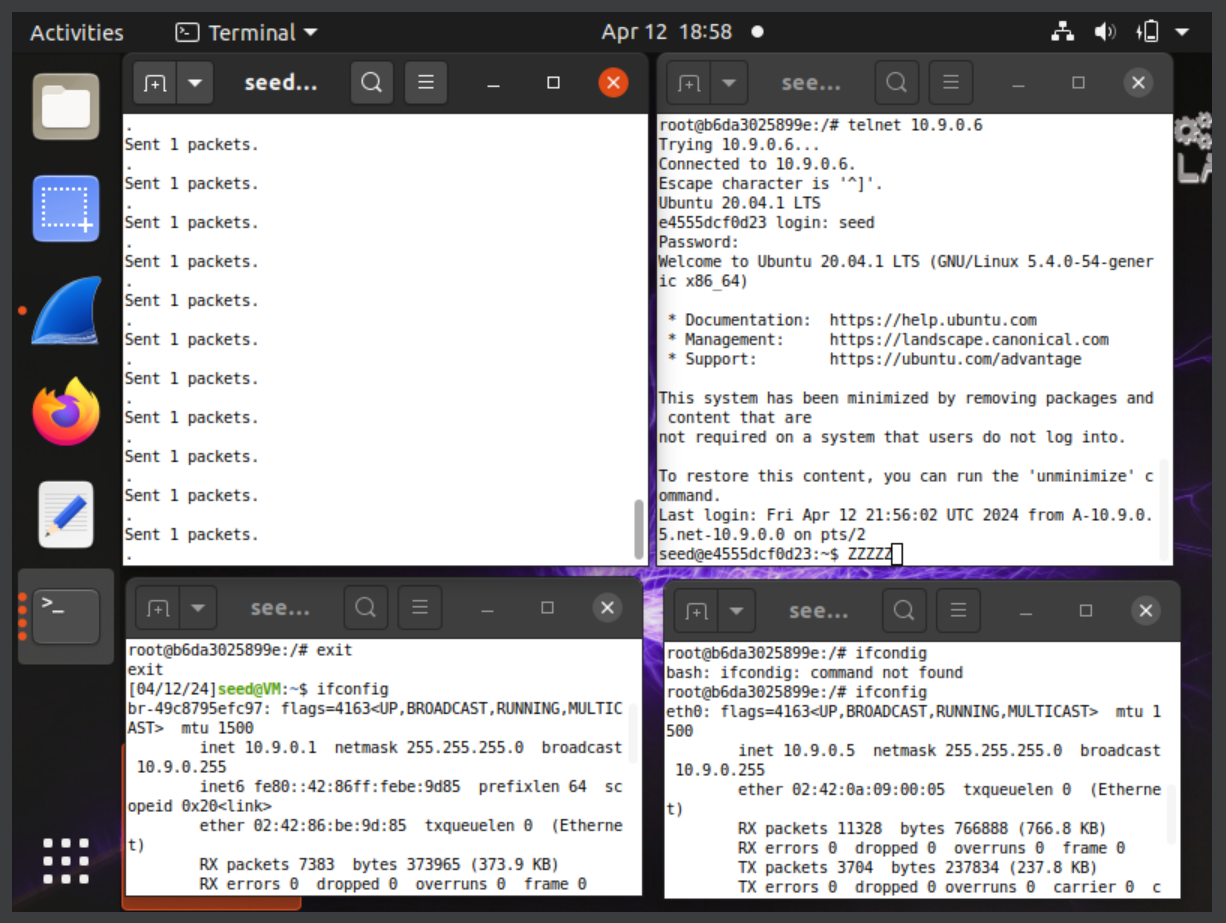 Activities Terminal Apr 12 18:58
seed...
.
Sent 1 packets.
.
Sent 1 packets.
.
Sent 1 packets.
.
Sent 1 packets.
.
Sent 1 packets.
.
Sent 1 packets.
.
Sent 1 packets.
.
Sent 1 packets.
.
Sent 1 packets.
.
Sent 1 packets.
.
Sent 1 packets.
.
see...
root@b6da3025899e:/# telnet 10.9.0.6
Trying 10.9.0.6...
Connected to 10.9.0.6.
Escape character is '^]'.
Ubuntu 20.04.1 LTS
e4555dcf0d23 login: seed
Password:
Welcome to Ubuntu 20.04.1 LTS (GNU/Linux 5.4.0-54-gener
ic x86_64)
* Documentation:  https://help.ubuntu.com
* Management:     https://landscape.canonical.com
* Support:        https://ubuntu.com/advantage
This system has been minimized by removing packages and
content that are
not required on a system that users do not log into.
To restore this content, you can run the 'unminimize' c
ommand.
Last login: Fri Apr 12 21:56:02 UTC 2024 from A-10.9.0.
5.net-10.9.0.0 on pts/2
seed@e4555dcf0d23:~$ ZZZZZ
LA
see...
root@b6da3025899e:/# exit
exit
[04/12/24]seed@VM:~$ ifconfig
br-49c8795efc97: flags=4163<UP,BROADCAST,RUNNING,MULTIC
AST>  mtu 1500
inet 10.9.0.1  netmask 255.255.255.0  broadcast
10.9.0.255
inet6 fe80::42:86ff:febe:9d85  prefixlen 64  sc
opeid 0x20<link>
ether 02:42:86:be:9d:85  txqueuelen 0  (Etherne
t)
RX packets 7383  bytes 373965 (373.9 KB)
RX errors 0  dropped 0  overruns 0  frame 0
see...
root@b6da3025899e:/# ifcondig
bash: ifcondig: command not found
root@b6da3025899e:/# ifconfig
eth0: flags=4163<UP,BROADCAST,RUNNING,MULTICAST>  mtu 1
500
inet 10.9.0.5  netmask 255.255.255.0  broadcast
10.9.0.255
ether 02:42:0a:09:00:05  txqueuelen 0  (Etherne
t)
RX packets 11328  bytes 766888 (766.8 KB)
RX errors 0  dropped 0  overruns 0  frame 0
TX packets 3704  bytes 237834 (237.8 KB)
TX errors 0  dropped 0 overruns 0  carrier 0  c